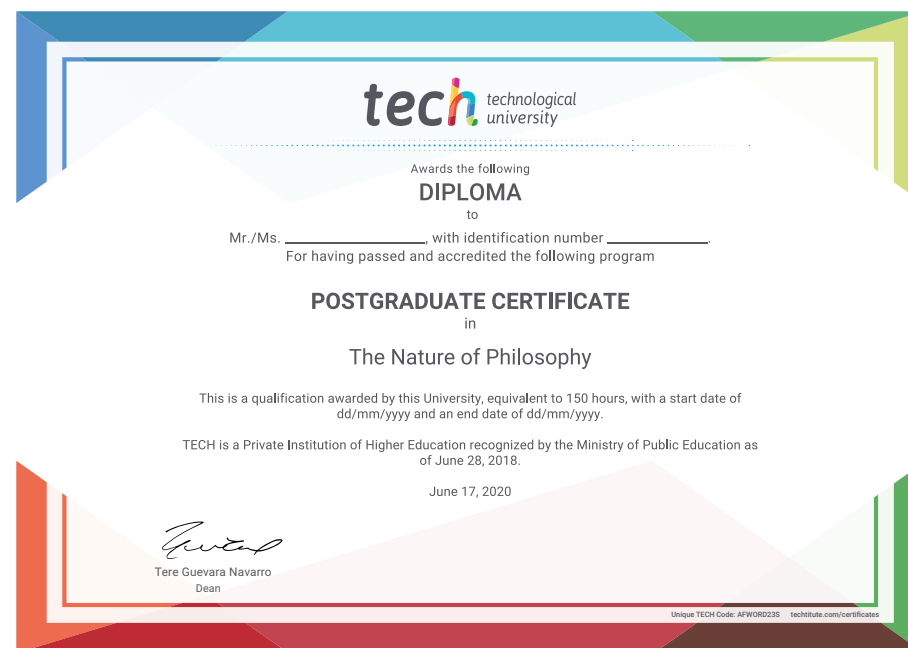 tech technological
university
Awards the following
DIPLOMA
to
Mr./Ms. ____________________, with identification number ______________.
For having passed and accredited the following program
POSTGRADUATE CERTIFICATE
in
The Nature of Philosophy
This is a qualification awarded by this University, equivalent to 150 hours, with a start date of
dd/mm/yyyy and an end date of dd/mm/yyyy.
TECH is a Private Institution of Higher Education recognized by the Ministry of Public Education as
of June 28, 2018.
June 17, 2020
Tere Guevara Navarro
Dean
Unique TECH Code: AFWORD23S techtitute.com/certificates